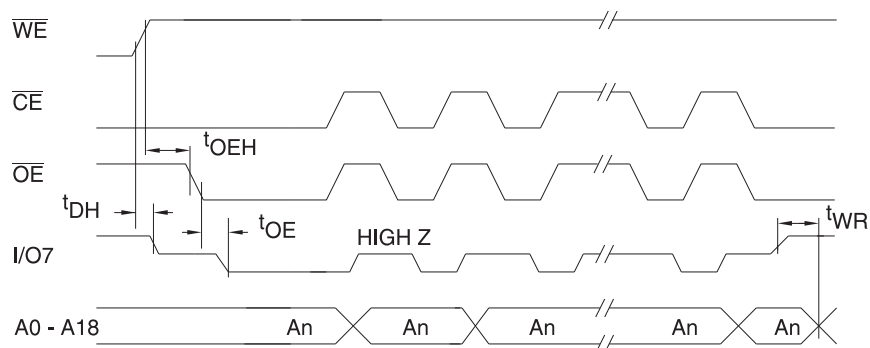 WE
CE
tOEH
OE
tDH
tOE
tWR
HIGH Z
I/O7
A0 - A18 An An An An An